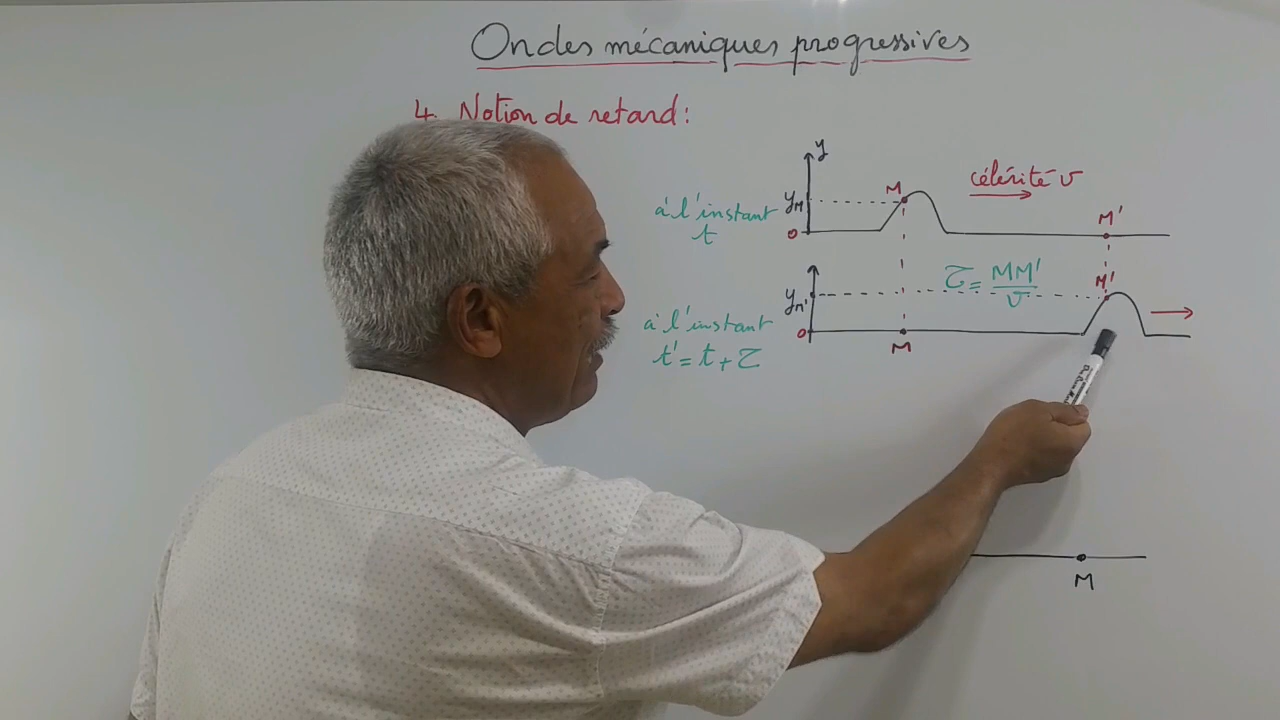 Ondes mécaniques progressives
4. Notion de retard:
y
célérité v
M
yM
à l'instant
t
M'
0
τ = MM'/v
M'
yM'
à l'instant
t' = t + τ
0
M
M